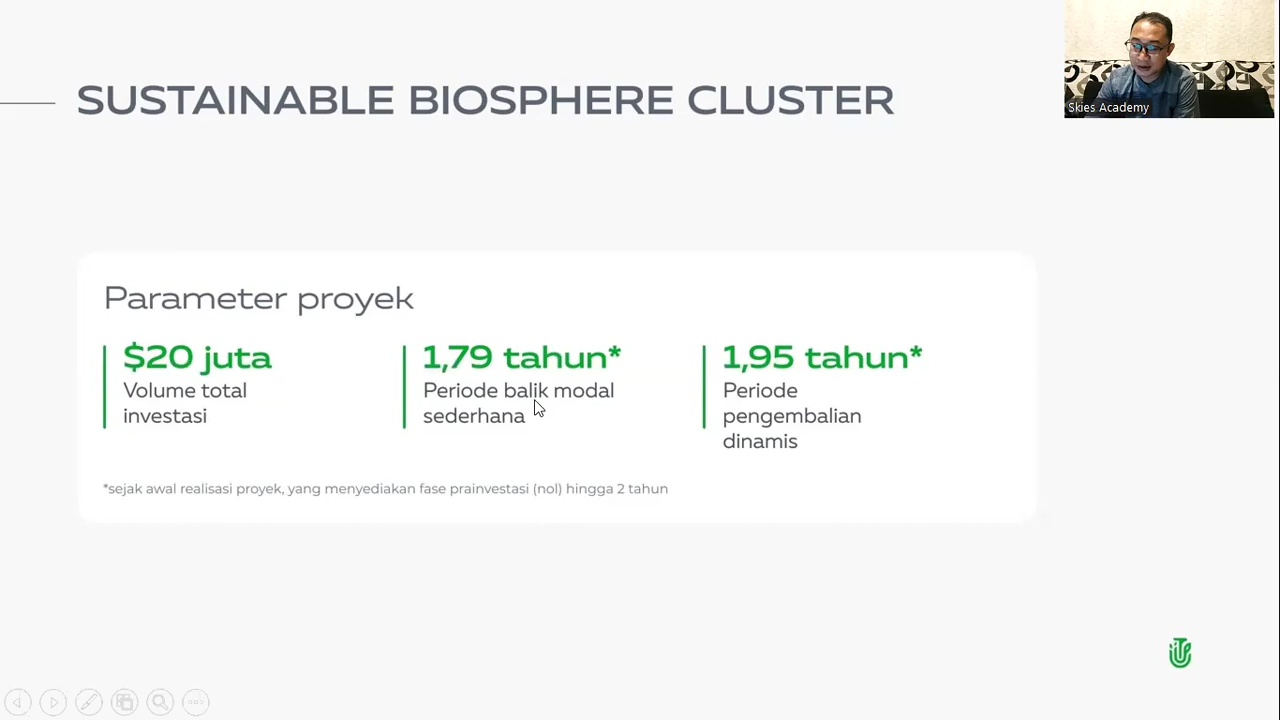 SUSTAINABLE BIOSPHERE CLUSTER
Skies Academy
Parameter proyek
$20 juta
Volume total
investasi
1,79 tahun*
Periode balik modal
sederhana
1,95 tahun*
Periode
pengembalian
dinamis
*sejak awal realisasi proyek, yang menyediakan fase prainvestasi (nol) hingga 2 tahun